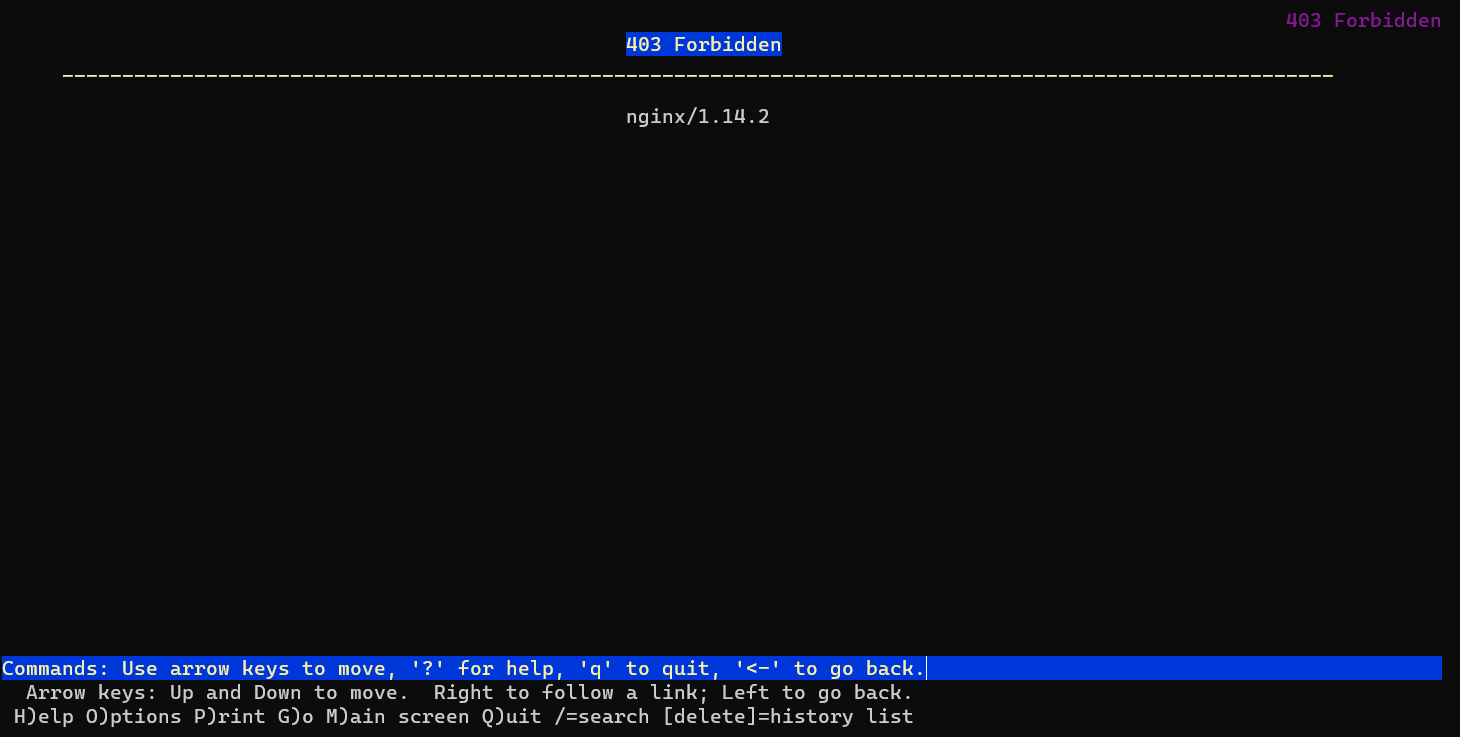 403 Forbidden
403 Forbidden
nginx/1.14.2
Commands: Use arrow keys to move, '?' for help, 'q' to quit, '<-' to go back.
Arrow keys: Up and Down to move.  Right to follow a link; Left to go back.
H)elp O)ptions P)rint G)o M)ain screen Q)uit /=search [delete]=history list